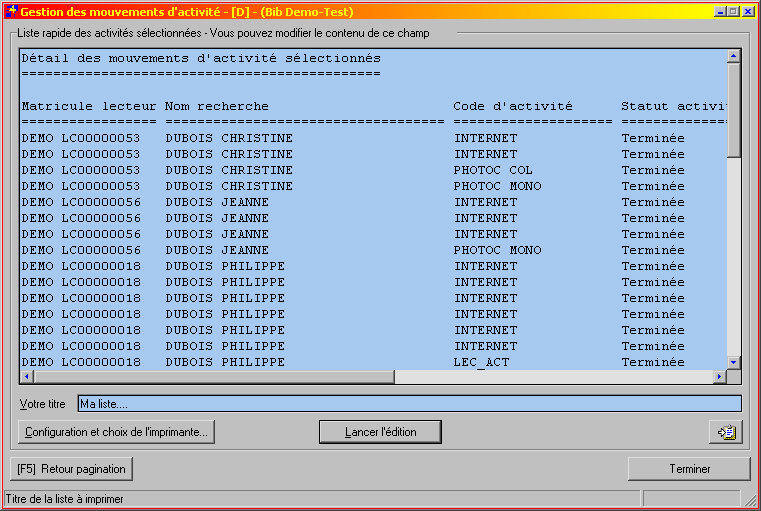 Gestion des mouvements d'activité - [D] - (Bib Demo-Test)
Liste rapide des activités sélectionnées - Vous pouvez modifier le contenu de ce champ
Détail des mouvements d'activité sélectionnés
=============================================
Matricule lecteur Nom recherche Code d'activité Statut activi
================= =================================== ==================== ==============
DEMO LC00000053 DUBOIS CHRISTINE INTERNET Terminée
DEMO LC00000053 DUBOIS CHRISTINE INTERNET Terminée
DEMO LC00000053 DUBOIS CHRISTINE PHOTOC COL Terminée
DEMO LC00000053 DUBOIS CHRISTINE PHOTOC MONO Terminée
DEMO LC00000056 DUBOIS JEANNE INTERNET Terminée
DEMO LC00000056 DUBOIS JEANNE INTERNET Terminée
DEMO LC00000056 DUBOIS JEANNE INTERNET Terminée
DEMO LC00000056 DUBOIS JEANNE PHOTOC MONO Terminée
DEMO LC00000018 DUBOIS PHILIPPE INTERNET Terminée
DEMO LC00000018 DUBOIS PHILIPPE INTERNET Terminée
DEMO LC00000018 DUBOIS PHILIPPE INTERNET Terminée
DEMO LC00000018 DUBOIS PHILIPPE INTERNET Terminée
DEMO LC00000018 DUBOIS PHILIPPE INTERNET Terminée
DEMO LC00000018 DUBOIS PHILIPPE INTERNET Terminée
DEMO LC00000018 DUBOIS PHILIPPE LEC_ACT Terminée
Votre titre Ma liste....
Configuration et choix de l'imprimante... Lancer l'édition
[F5] Retour pagination Terminer
Titre de la liste à imprimer